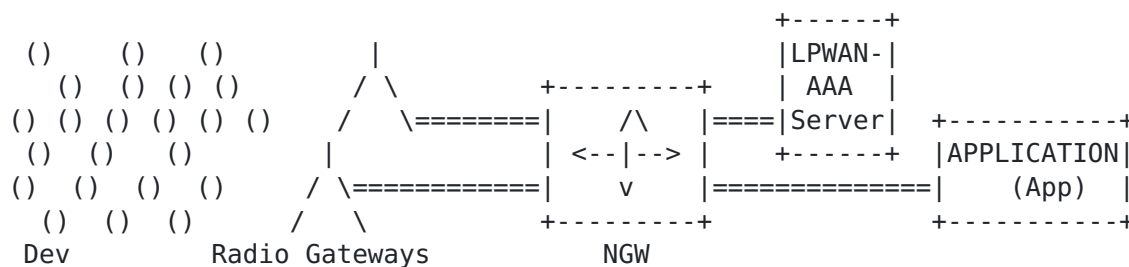 +------+
 ()     ()    ()         |                       |LPWAN-|
   ()   () () ()        / \       +---------+    | AAA  |
() () () () () ()      /   \========|    /\   |====|Server|  +-----------+
 ()  ()    ()        |            | <--|--> |    +------+  |APPLICATION|
()  ()  ()  ()      / \============|    v    |==============|   (App)   |
  ()  ()  ()       /   \          +---------+               +-----------+
 Dev        Radio Gateways           NGW